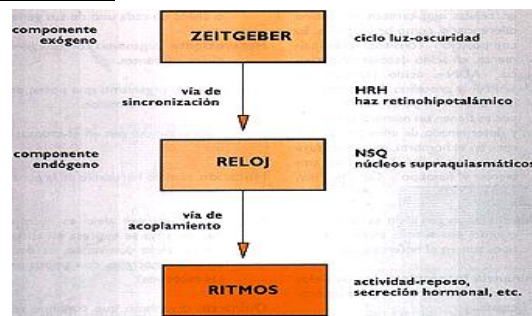 componente
exógeno
ZEITGEBER
ciclo luz-oscuridad
vía de
sincronización
HRH
haz retinohipotalámico
componente
endógeno
RELOJ
NSQ
núcleos supraquiasmáticos
vía de
acoplamiento
RITMOS
actividad-reposo,
secreción hormonal, etc.